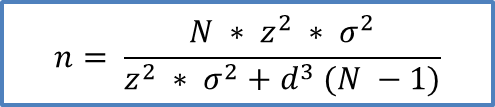 n = (N * z² * σ²) / (z² * σ² + d³ (N − 1))